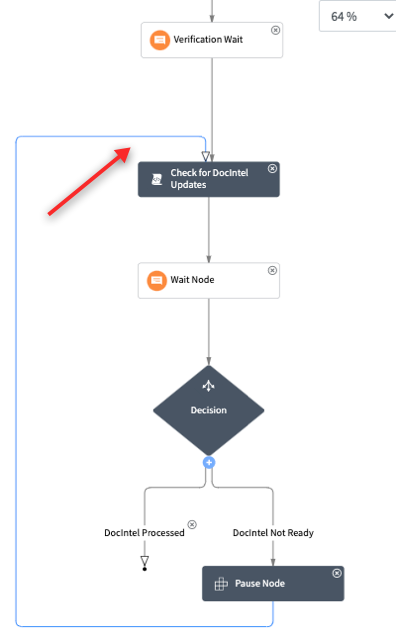 64 %
Verification Wait
Check for DocIntel
Updates
Wait Node
Decision
DocIntel Processed
DocIntel Not Ready
Pause Node